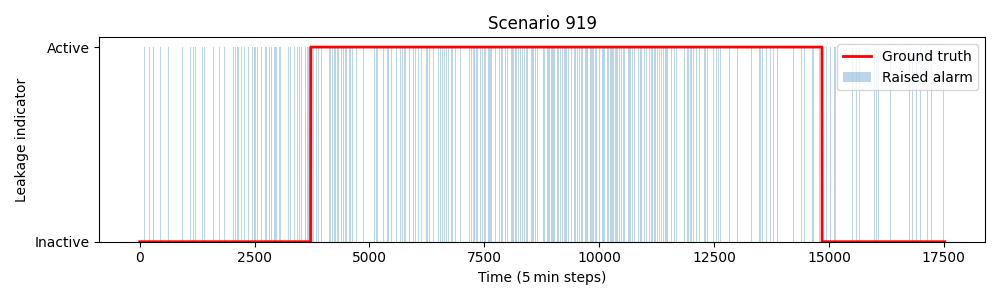 Scenario 919
Leakage indicator
Active
Inactive
Ground truth
Raised alarm
0 2500 5000 7500 10000 12500 15000 17500
Time (5 min steps)